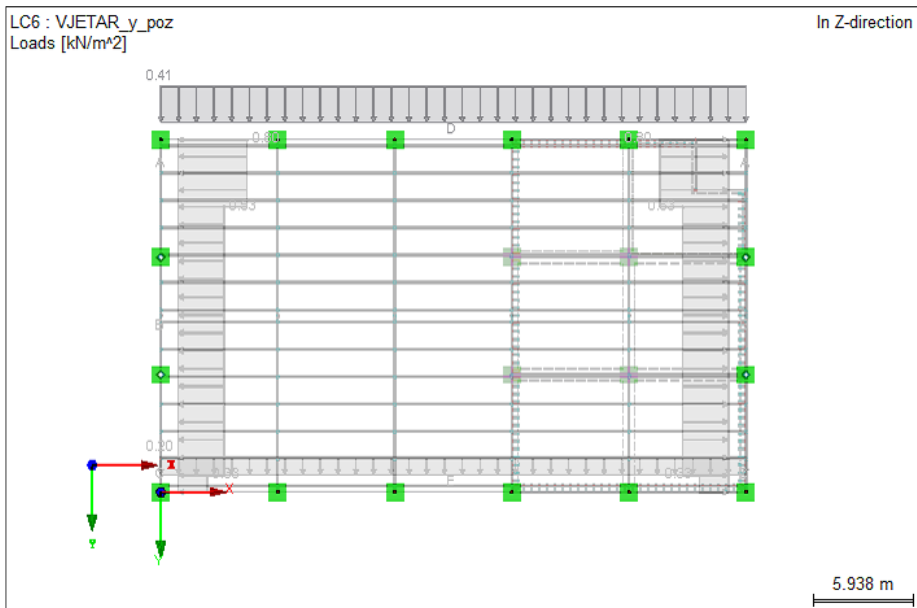 LC6 : VJETAR_y_poz
In Z-direction
Loads [kN/m^2]
0.41
D
A
A
B
0.20
E
X
Y
5.938 m